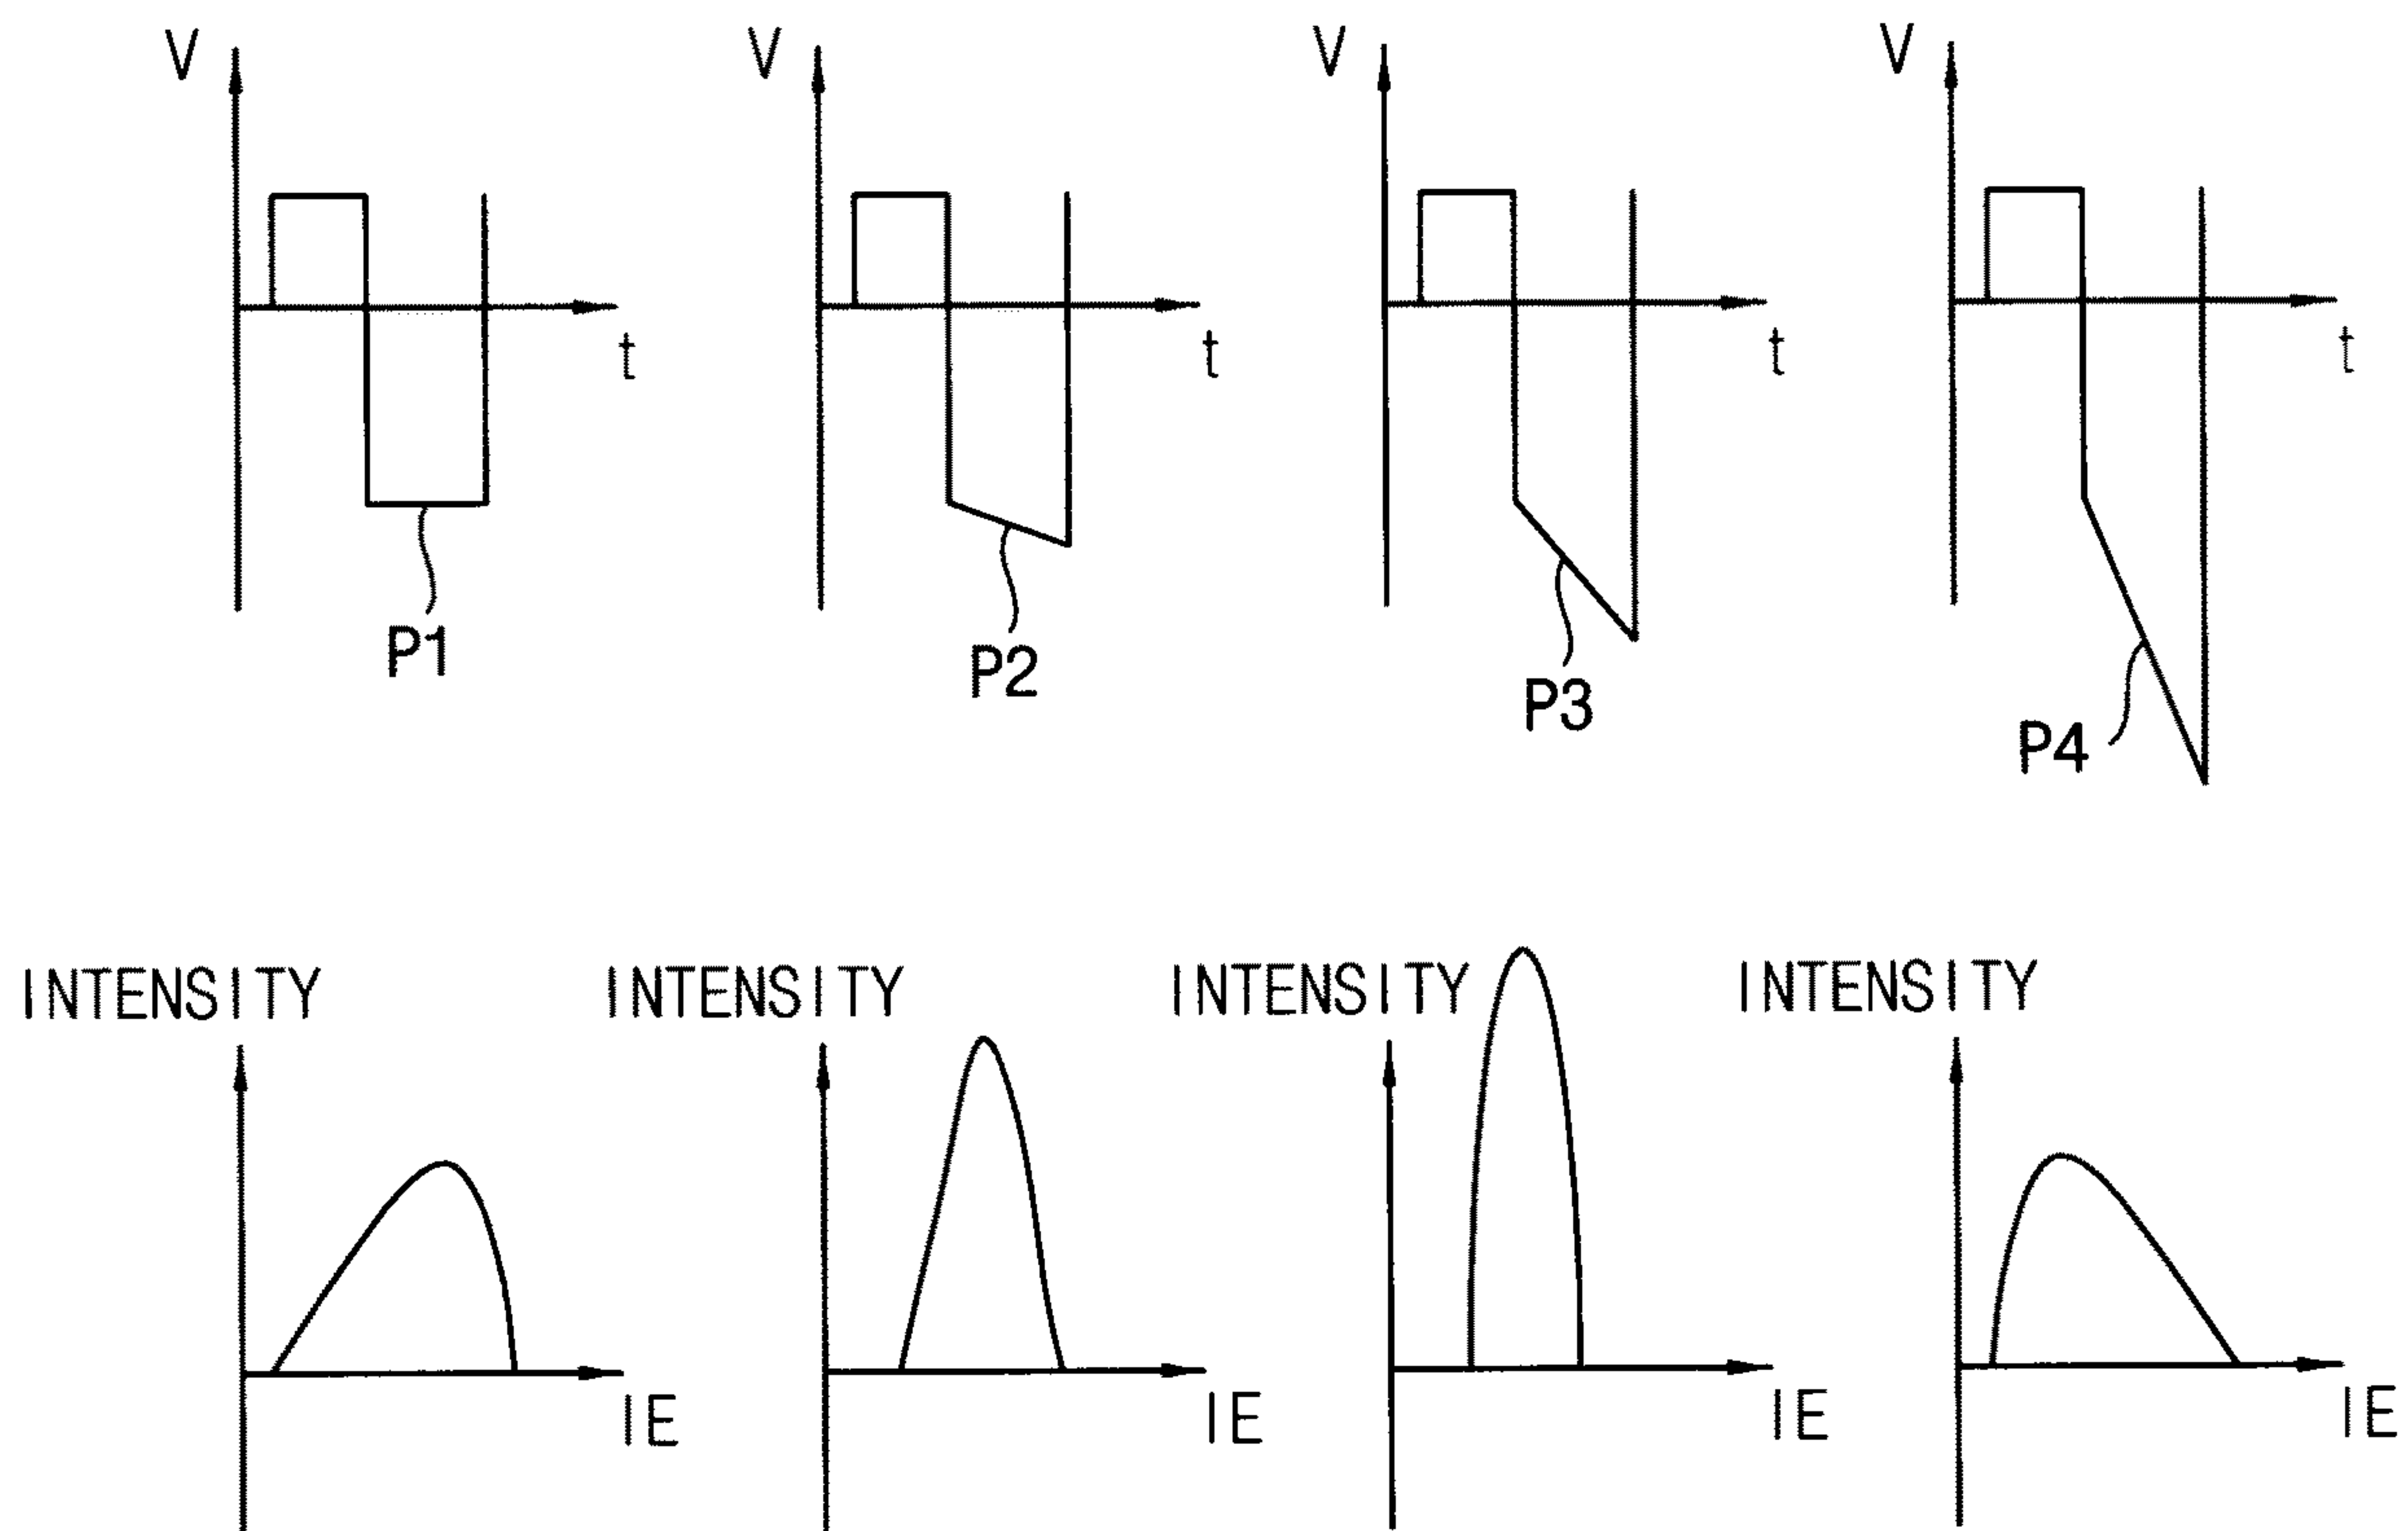 V V V V
t t t t
P1 P2 P3 P4
INTENSITY INTENSITY INTENSITY INTENSITY
IE IE IE IE